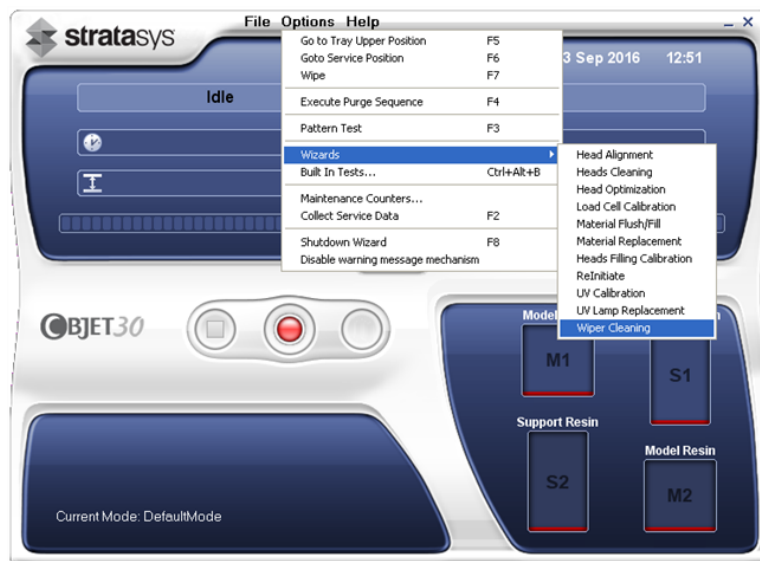 stratasys
File Options Help
3 Sep 2016 12:51
Idle
Go to Tray Upper Position F5
Goto Service Position F6
Wipe F7
Execute Purge Sequence F4
Pattern Test F3
Wizards
Built In Tests... Ctrl+Alt+B
Maintenance Counters...
Collect Service Data F2
Shutdown Wizard F8
Disable warning message mechanism
Head Alignment
Heads Cleaning
Head Optimization
Load Cell Calibration
Material Flush/Fill
Material Replacement
Heads Filling Calibration
ReInitiate
UV Calibration
UV Lamp Replacement
Wiper Cleaning
OBJET30
Model
M1
S1
Support Resin
S2
Model Resin
M2
Current Mode: DefaultMode